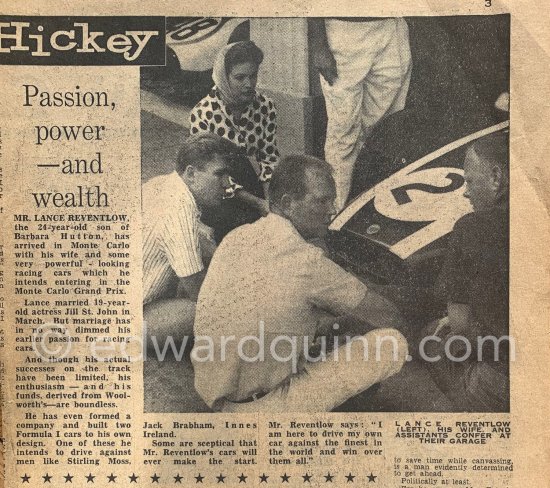 3
Hickey
Passion,
power
—and
wealth
MR. LANCE REVENTLOW,
the 24-year-old son of
Barbara Hutton, has
arrived in Monte Carlo
with his wife and some
very powerful - looking
racing cars which he
intends entering in the
Monte Carlo Grand Prix.
Lance married 19-year-
old actress Jill St. John in
March. But marriage has
in no way dimmed his
earlier passion for racing
cars.
And though his actual
successes on the track
have been limited, his
enthusiasm — and his
funds, derived from Wool-
worth's—are boundless.
He has even formed a
company and built two
Formula I cars to his own
design. One of these he
intends to drive against
men like Stirling Moss,
Jack Brabham, Innes
Ireland.
Some are sceptical that
Mr. Reventlow's cars will
ever make the start.
Mr. Reventlow says: "I
am here to drive my own
car against the finest in
the world and win over
them all."
LANCE REVENTLOW
(LEFT), HIS WIFE, AND
ASSISTANTS CONFER AT
THEIR GARAGE
to save time while canvassing,
is a man evidently determined
to get ahead.
Politically at least.
©edwardquinn.com